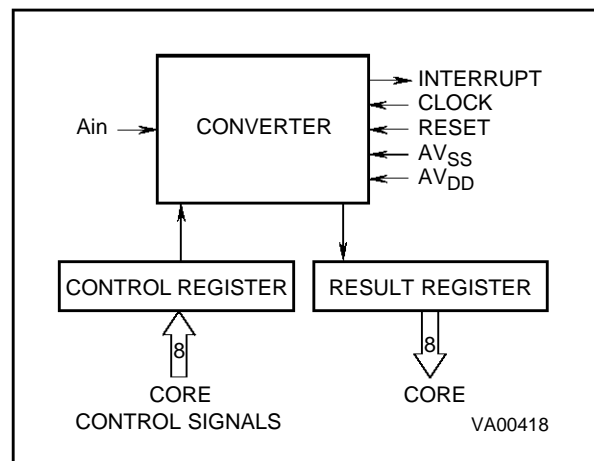 INTERRUPT
CLOCK
Ain
CONVERTER
RESET
AVSS
AVDD
CONTROL REGISTER
RESULT REGISTER
8
8
CORE
CONTROL SIGNALS
CORE
VA00418